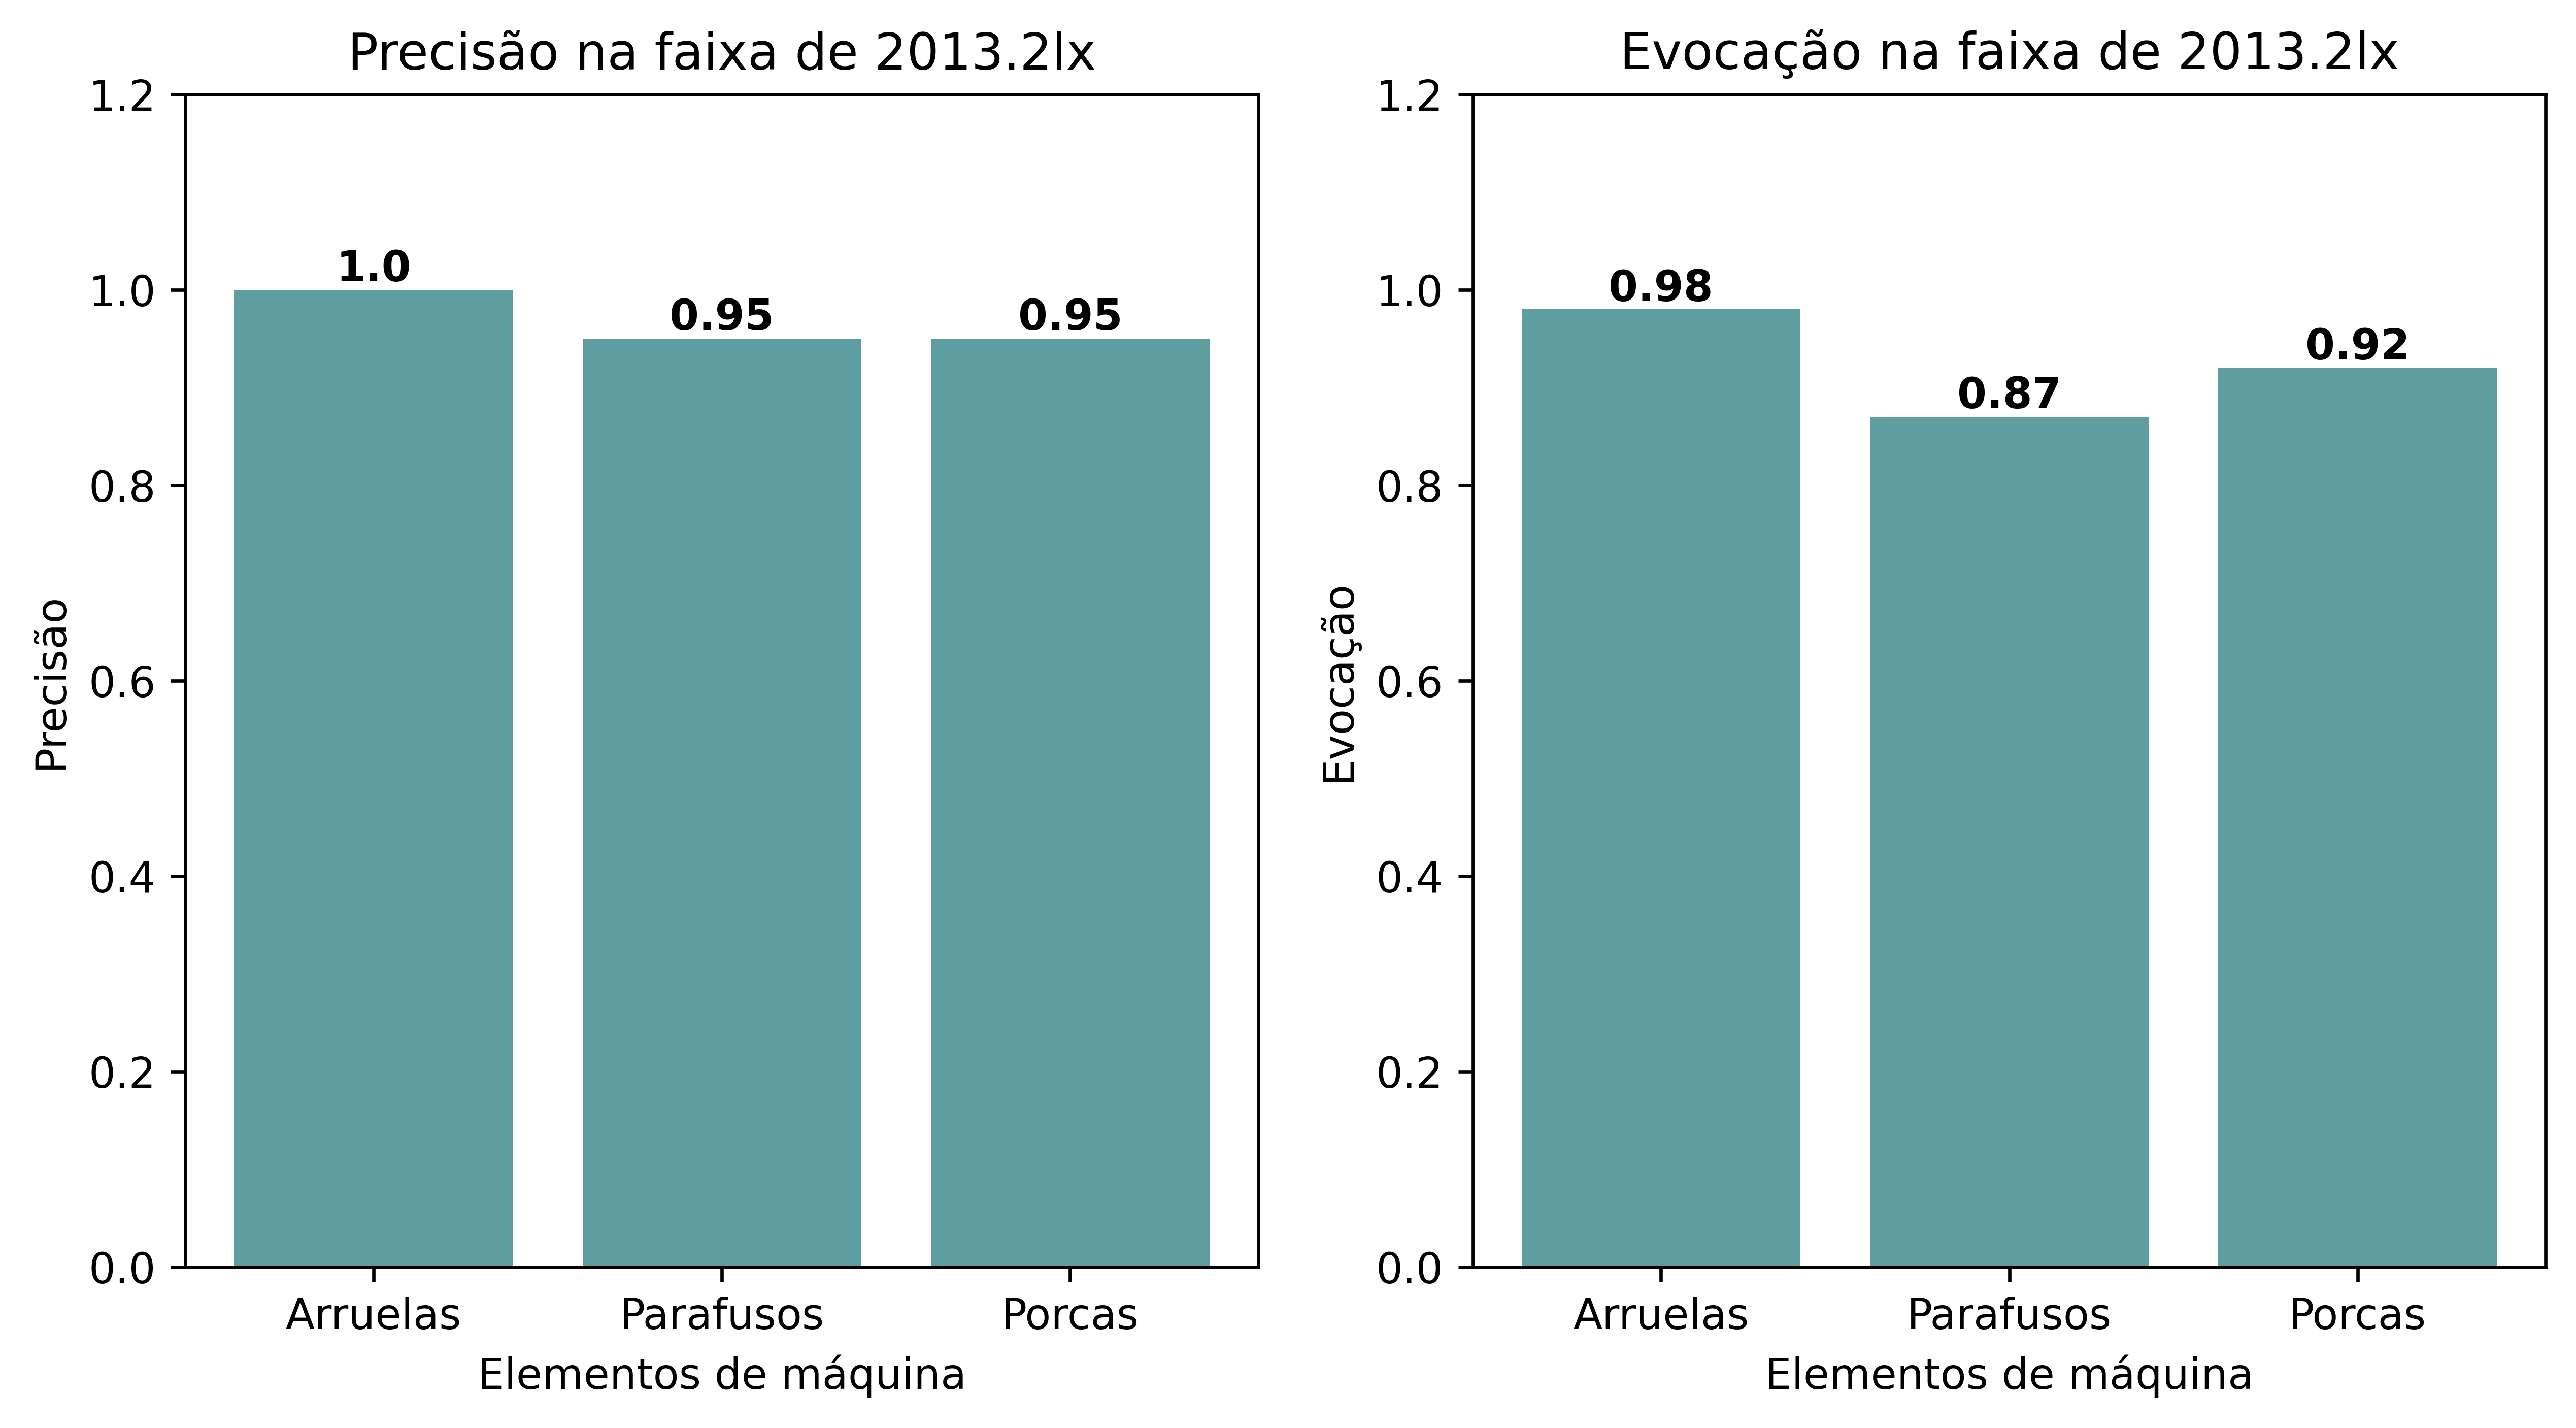 Precisão na faixa de 2013.2lx
1.2
1.0
0.8
0.6
0.4
0.2
0.0
Precisão
1.0
0.95
0.95
Arruelas
Parafusos
Porcas
Elementos de máquina
Evocação na faixa de 2013.2lx
1.2
1.0
0.8
0.6
0.4
0.2
0.0
Evocação
0.98
0.87
0.92
Arruelas
Parafusos
Porcas
Elementos de máquina